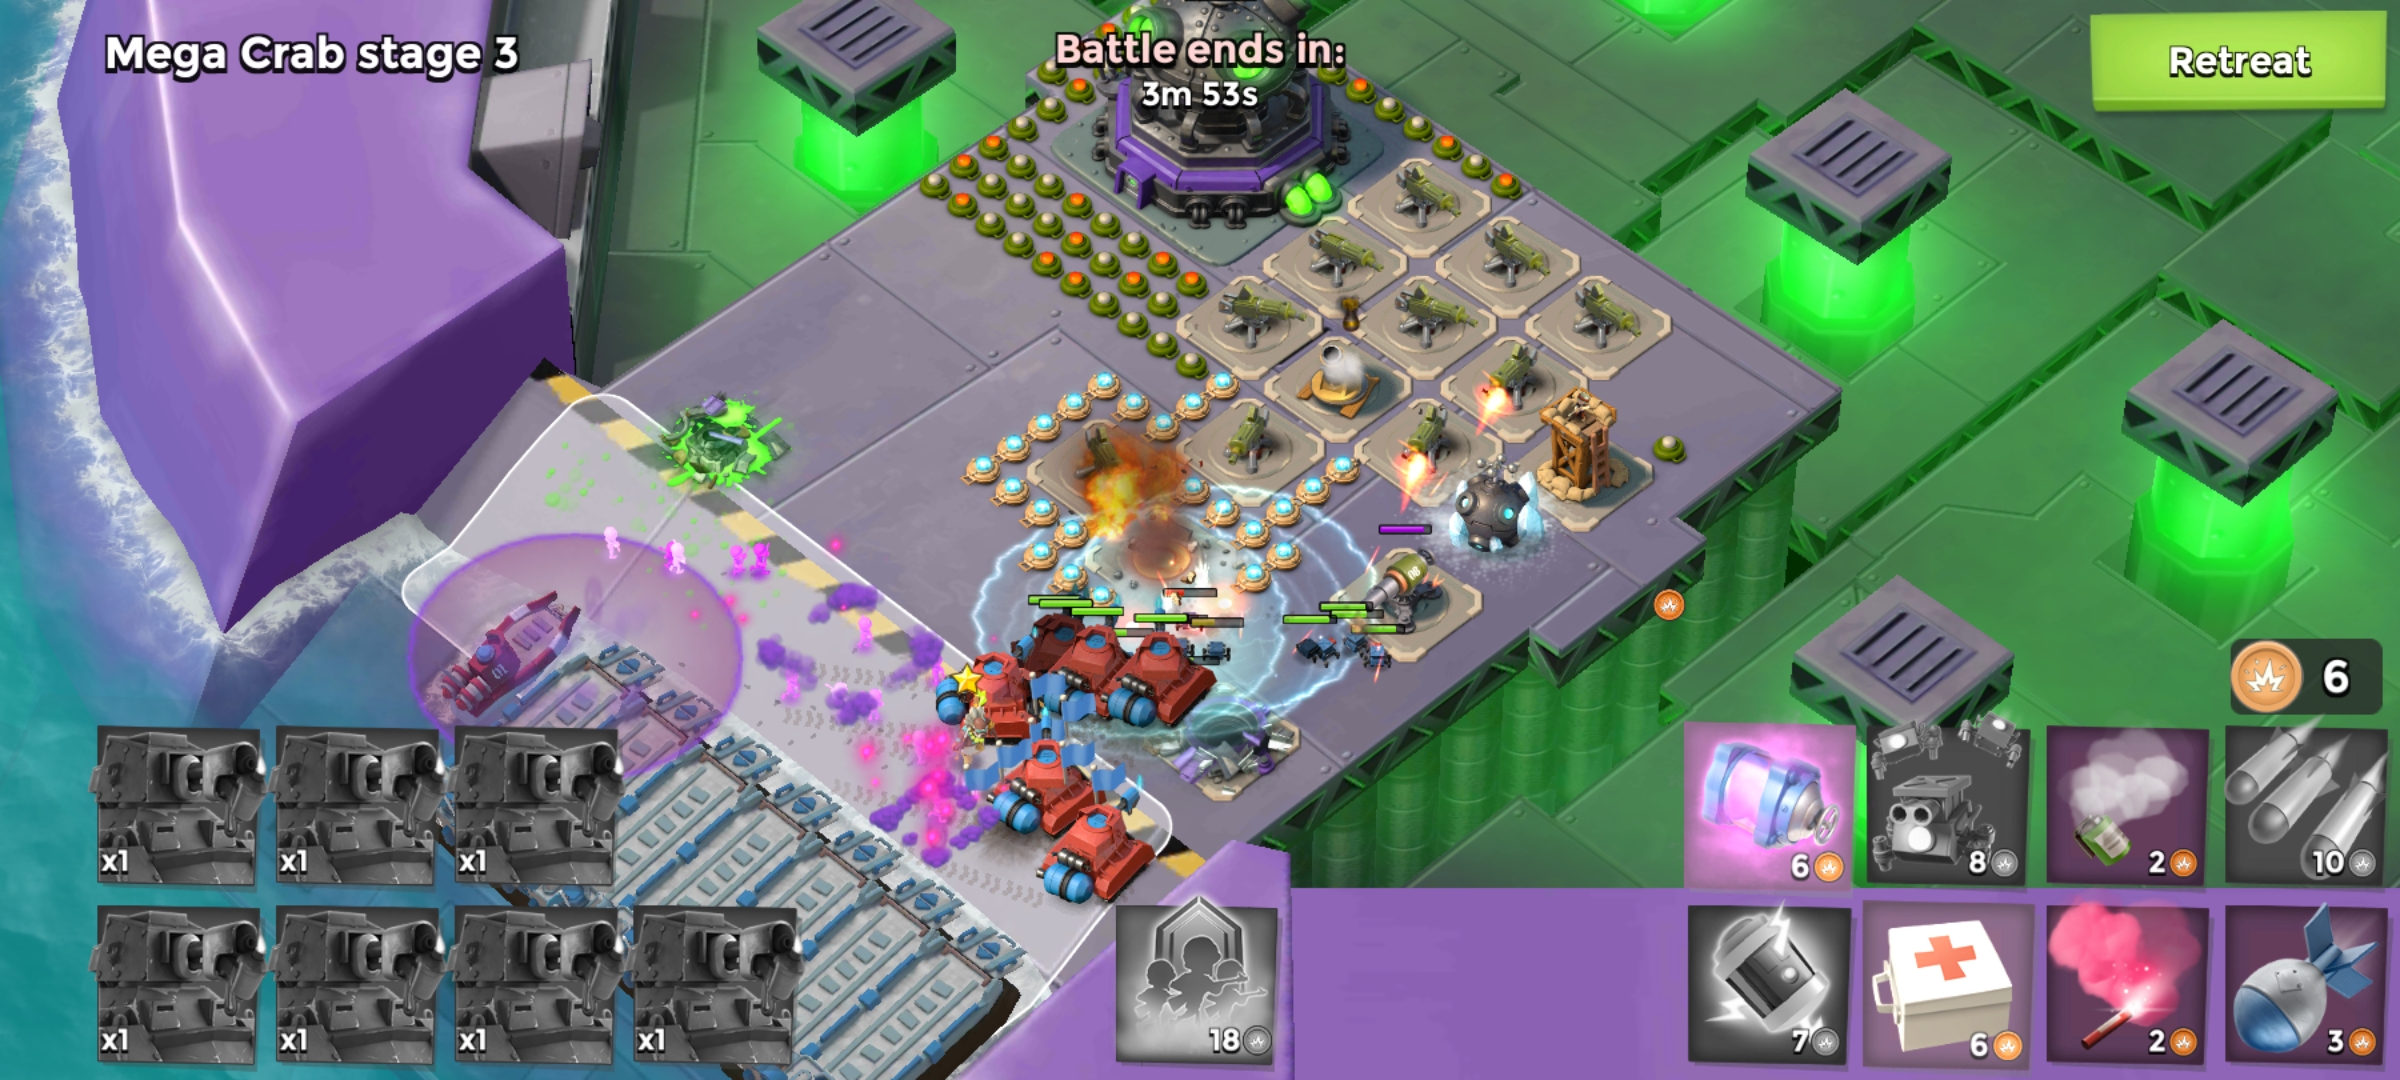 Mega Crab stage 3
Battle ends in:
3m 53s
Retreat
6
x1
x1
x1
6
8
2
10
x1
x1
x1
x1
18
7
6
2
3